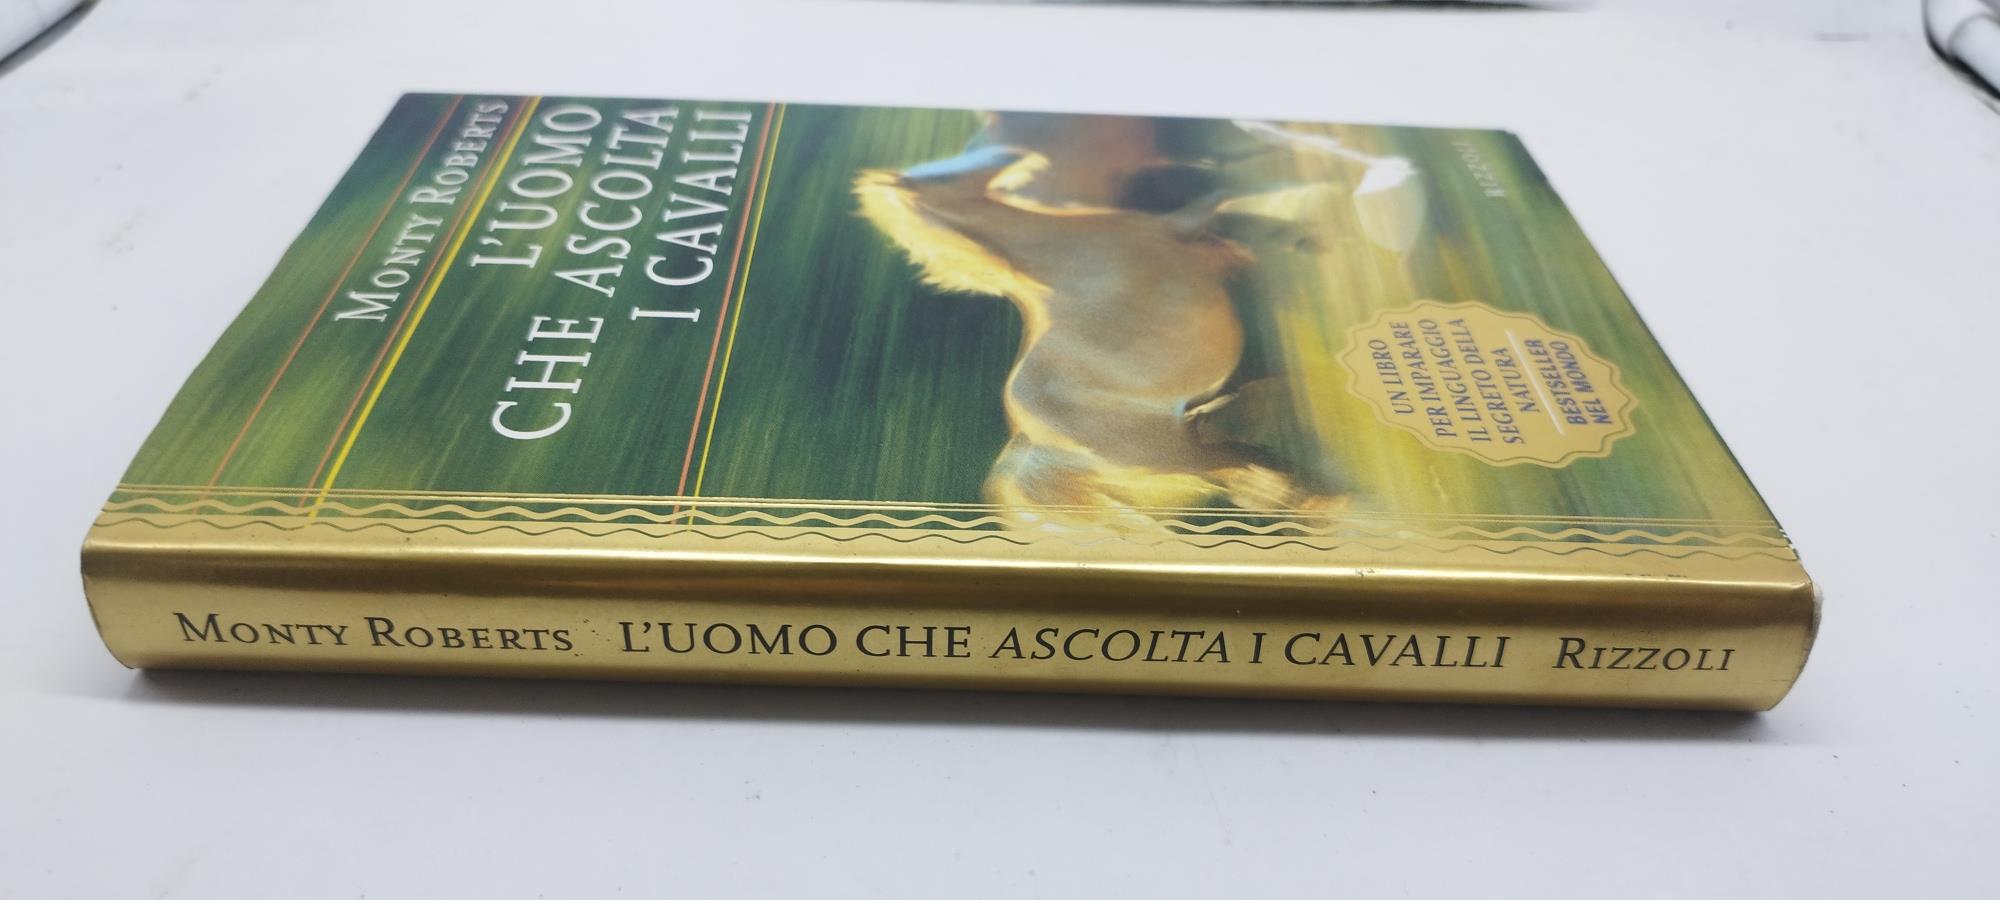 MONTY ROBERTS
L'UOMO
CHE ASCOLTA
I CAVALLI
RIZZOLI
UN LIBRO
PER IMPARARE
IL LINGUAGGIO
SEGRETO DELLA
NATURA
BESTSELLER
NEL MONDO
MONTY ROBERTS L'UOMO CHE ASCOLTA I CAVALLI RIZZOLI